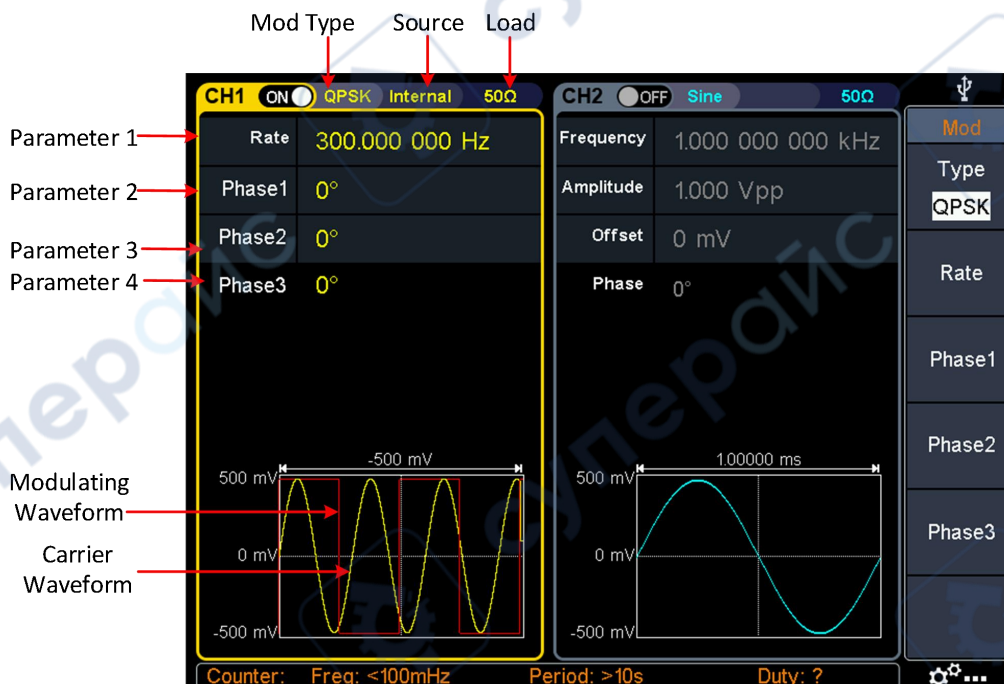 Mod Type Source Load
CH1 ON QPSK Internal 50Ω
CH2 OFF Sine 50Ω
Mod
Parameter 1
Rate 300.000 000 Hz
Frequency 1.000 000 000 kHz
Type
QPSK
Parameter 2
Phase1 0°
Amplitude 1.000 Vpp
Parameter 3
Phase2 0°
Offset 0 mV
Rate
Parameter 4
Phase3 0°
Phase 0°
Phase1
Phase2
Phase3
-500 mV
500 mV
0 mV
-500 mV
1.00000 ms
500 mV
0 mV
-500 mV
Modulating
Waveform
Carrier
Waveform
Counter: Freq: <100mHz Period: >10s Duty: ?
суперайс
суперайс